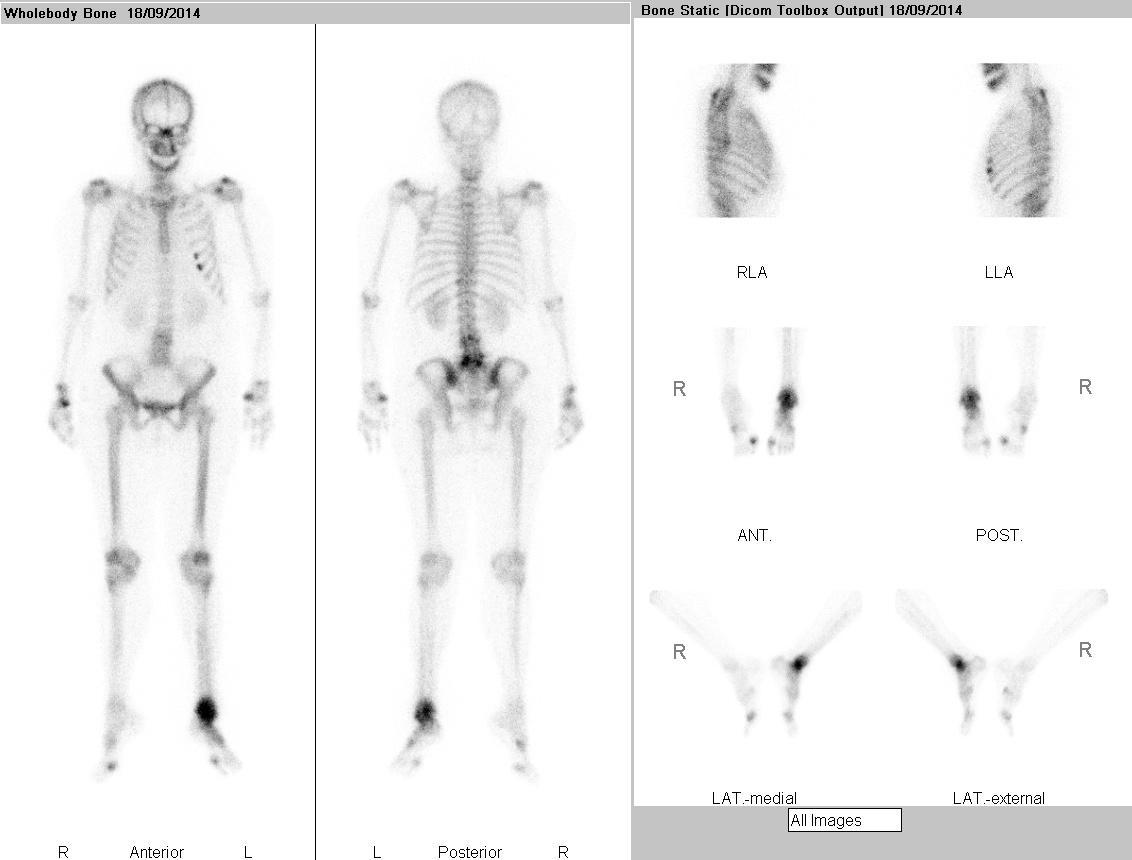 Wholebody Bone 18/09/2014
Bone Static [Dicom Toolbox Output] 18/09/2014
RLA
LLA
R
R
ANT.
POST.
R
R
LAT.-medial
LAT.-external
All Images
R
Anterior
L
L
Posterior
R